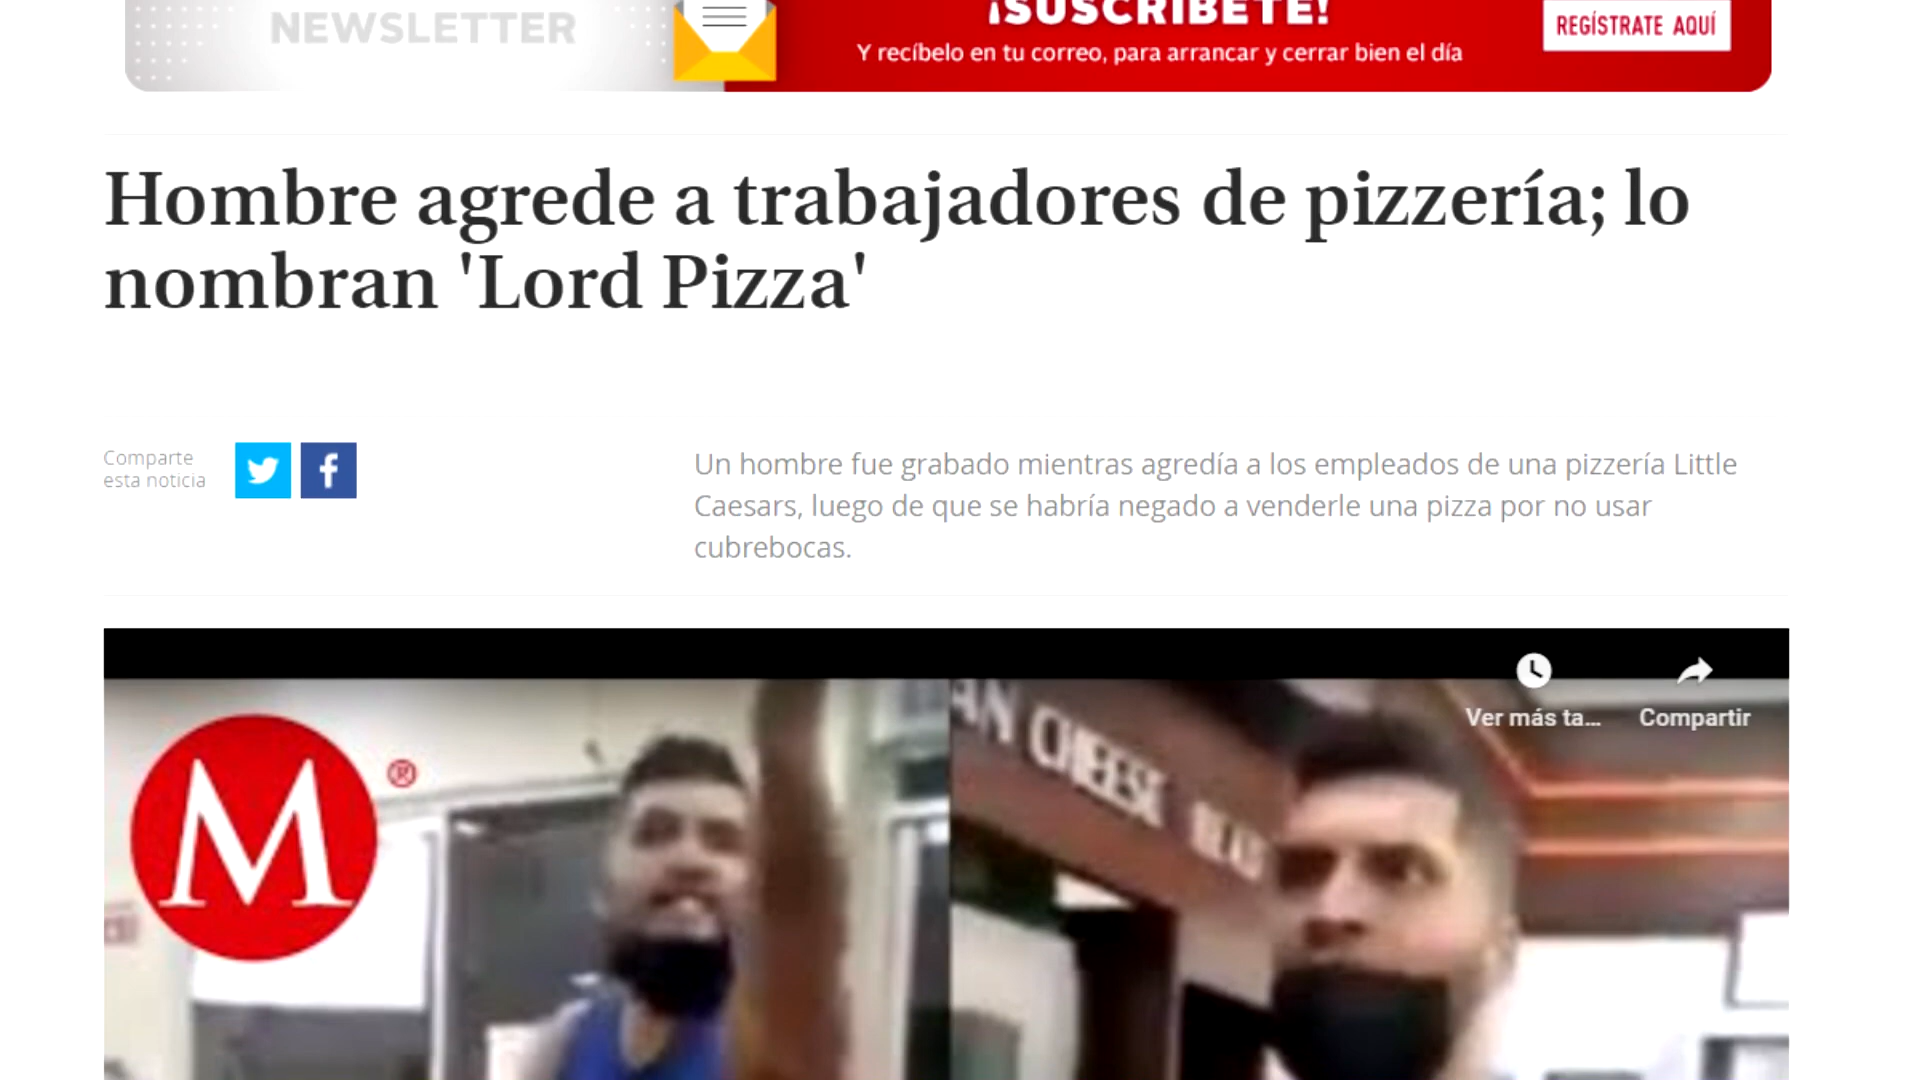 NEWSLETTER
¡SUSCRÍBETE!
Y recíbelo en tu correo, para arrancar y cerrar bien el día
REGÍSTRATE AQUÍ
Hombre agrede a trabajadores de pizzería; lo
nombran 'Lord Pizza'
Comparte
esta noticia
Un hombre fue grabado mientras agredía a los empleados de una pizzería Little
Caesars, luego de que se habría negado a venderle una pizza por no usar
cubrebocas.
Ver más ta...
Compartir
M ®
CHEESE